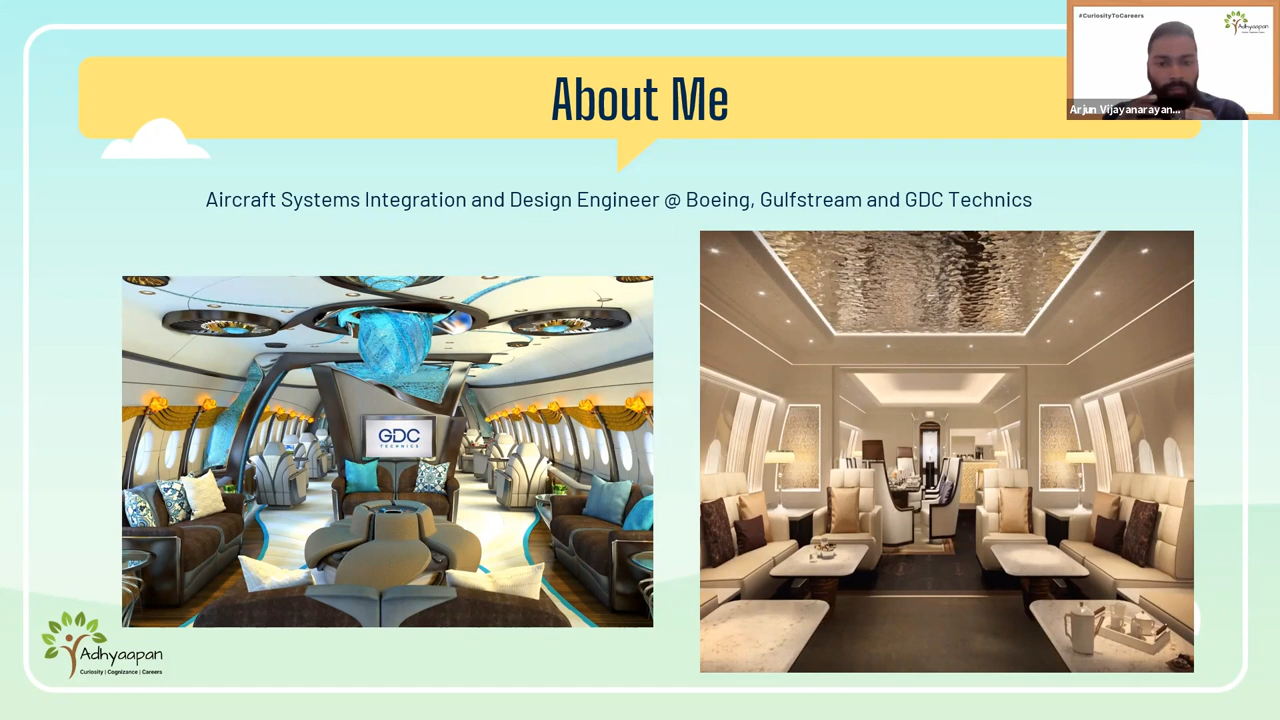 #CuriosityToCareers
Adhyaapan
Arjun Vijayanarayan...
About Me
Aircraft Systems Integration and Design Engineer @ Boeing, Gulfstream and GDC Technics
GDC
TECHNICS
Adhyaapan
Curiosity | Cognizance | Careers